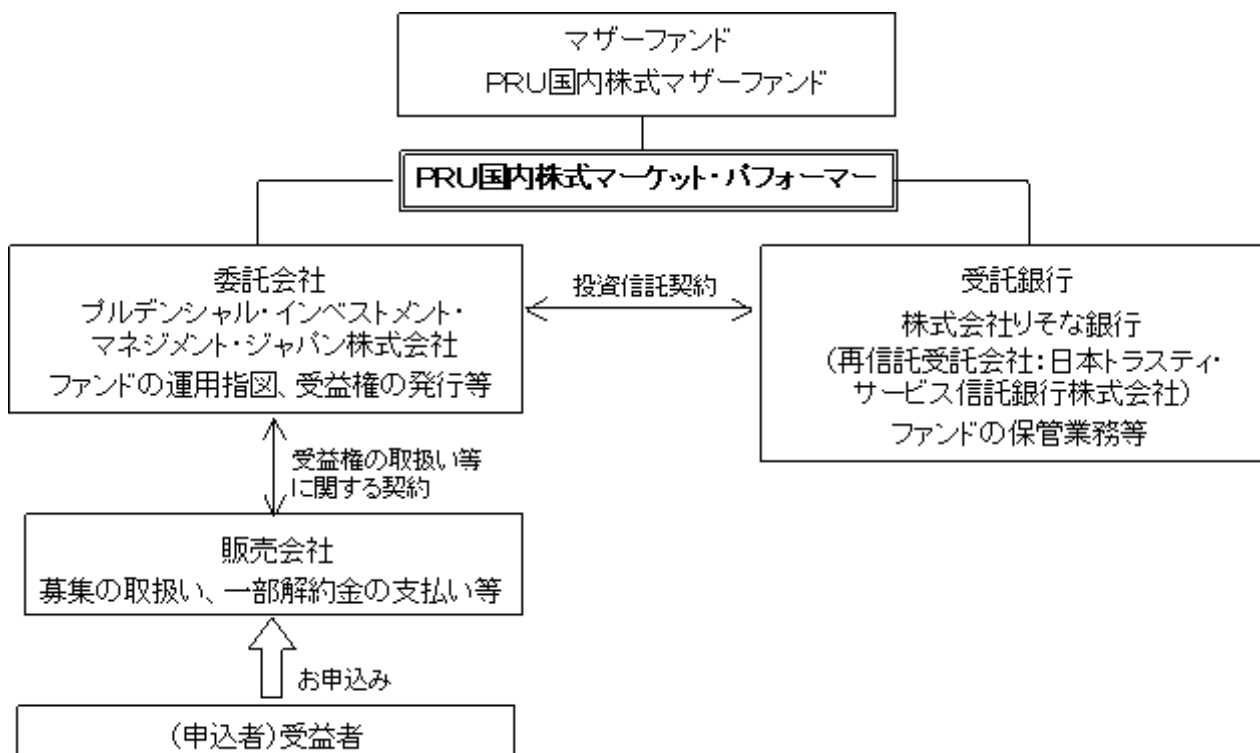 マザーファンド
PRU国内株式マザーファンド
PRU国内株式マーケット・パフォーマー
委託会社
プルデンシャル・インベストメント・
マネジメント・ジャパン株式会社
ファンドの運用指図、受益権の発行等
投資信託契約
受託銀行
株式会社りそな銀行
(再信託受託会社:日本トラスティ・
サービス信託銀行株式会社)
ファンドの保管業務等
受益権の取扱い等
に関する契約
販売会社
募集の取扱い、一部解約金の支払い等
お申込み
(申込者)受益者